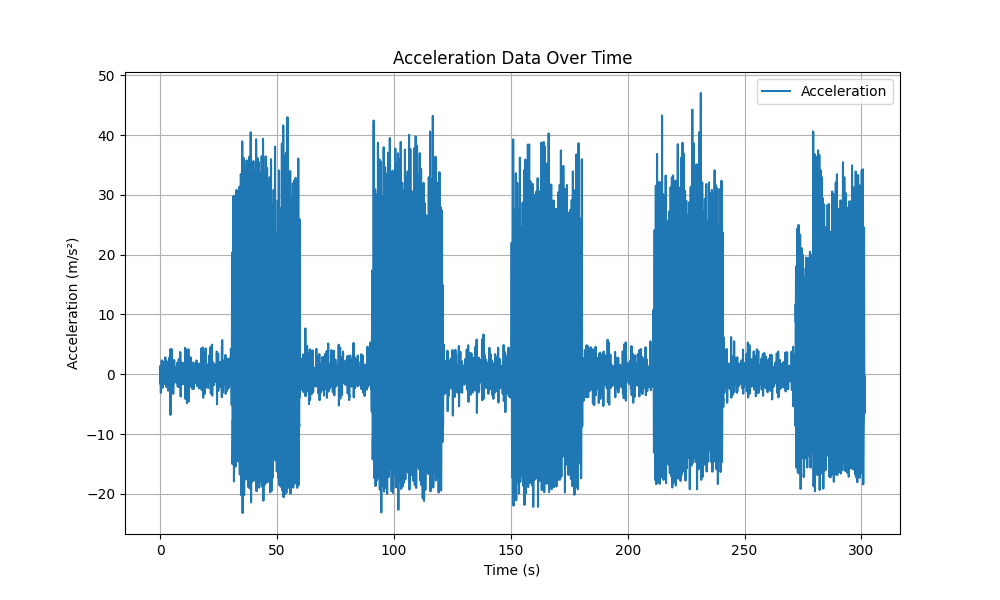 Acceleration Data Over Time
Acceleration
50
40
30
20
10
0
−10
−20
Acceleration (m/s²)
0 50 100 150 200 250 300
Time (s)